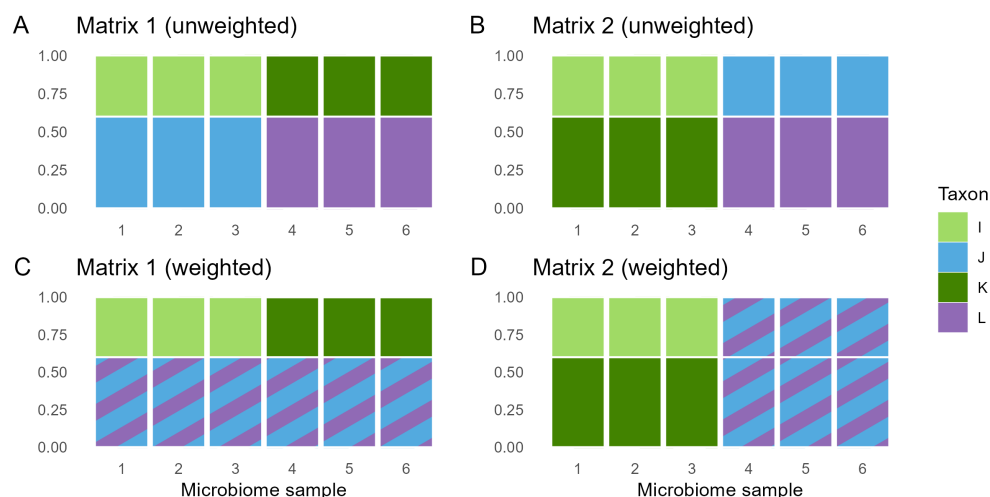 A Matrix 1 (unweighted)
1.00
0.75
0.50
0.25
0.00
1 2 3 4 5 6
B Matrix 2 (unweighted)
1.00
0.75
0.50
0.25
0.00
1 2 3 4 5 6
C Matrix 1 (weighted)
1.00
0.75
0.50
0.25
0.00
1 2 3 4 5 6
Microbiome sample
D Matrix 2 (weighted)
1.00
0.75
0.50
0.25
0.00
1 2 3 4 5 6
Microbiome sample
Taxon
I
J
K
L